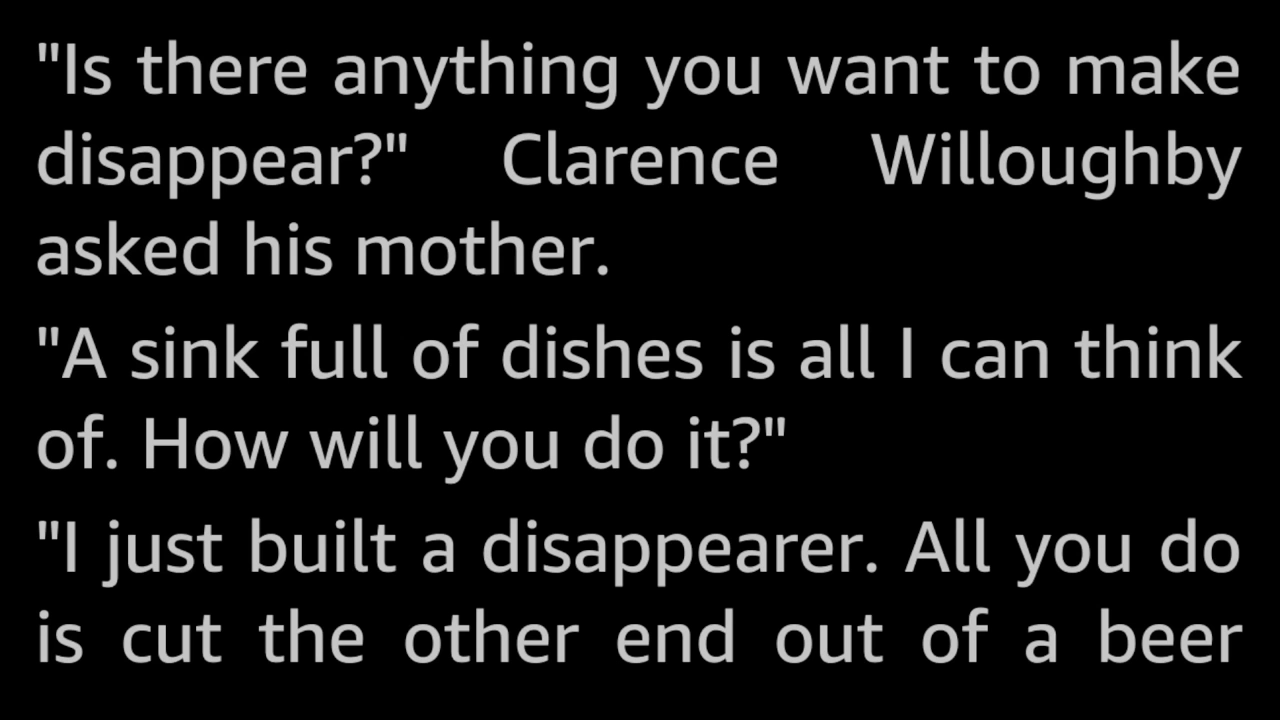 "Is there anything you want to make
disappear?" Clarence Willoughby
asked his mother.
"A sink full of dishes is all I can think
of. How will you do it?"
"I just built a disappearer. All you do
is cut the other end out of a beer